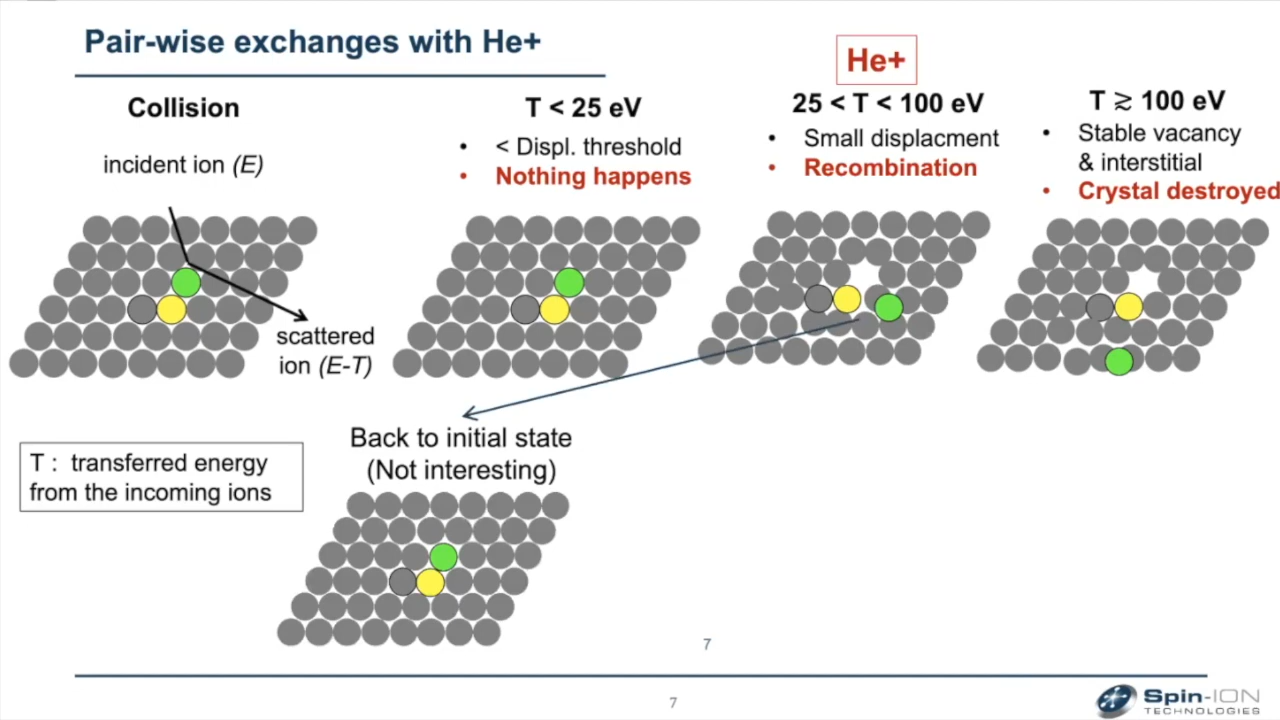 Pair-wise exchanges with He+
He+
Collision
incident ion (E)
scattered
ion (E-T)
T < 25 eV
• < Displ. threshold
• Nothing happens
25 < T < 100 eV
• Small displacment
• Recombination
T ≳ 100 eV
• Stable vacancy
& interstitial
• Crystal destroyed
T : transferred energy
from the incoming ions
Back to initial state
(Not interesting)
7
7
Spin-ION
TECHNOLOGIES